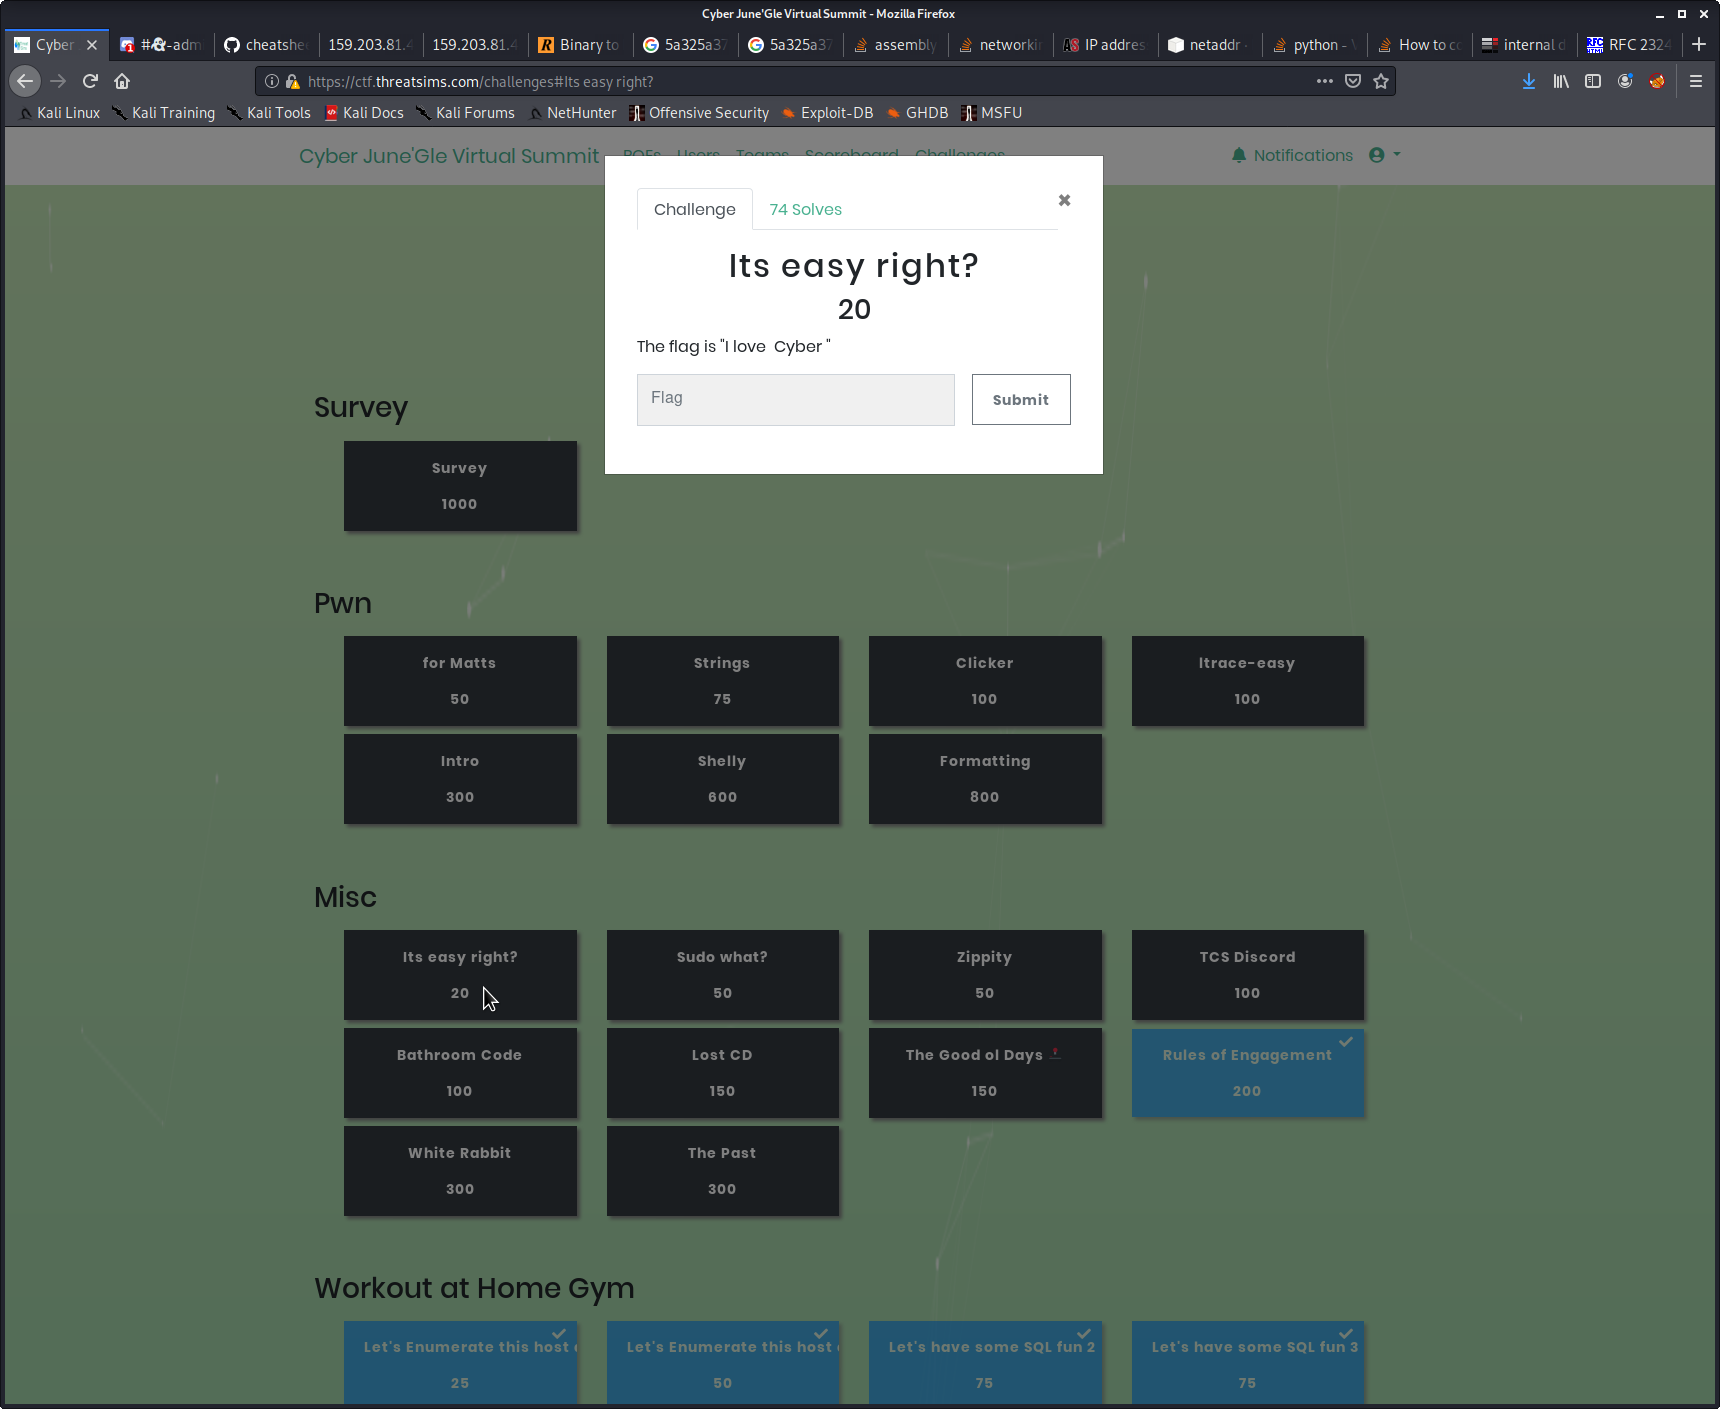 Cyber June'Gle Virtual Summit - Mozilla Firefox
Cyber #-adm cheatshe 159.203.81.4 159.203.81.4 Binary to 5a325a37 5a325a37 assembly networki IP addres netaddr python - How to c internal d RFC 2324
https://ctf.threatsims.com/challenges#Its easy right?
Kali Linux Kali Training Kali Tools Kali Docs Kali Forums NetHunter Offensive Security Exploit-DB GHDB MSFU
Cyber June'Gle Virtual Summit Users Teams Scoreboard Challenges Notifications
Challenge 74 Solves
Its easy right?
20
The flag is "I love  Cyber "
Flag Submit
Survey
Survey
1000
Pwn
for Matts Strings Clicker ltrace-easy
50 75 100 100
Intro Shelly Formatting
300 600 800
Misc
Its easy right? Sudo what? Zippity TCS Discord
20 50 50 100
Bathroom Code Lost CD The Good ol Days Rules of Engagement
100 150 150 200
White Rabbit The Past
300 300
Workout at Home Gym
Let's Enumerate this host Let's Enumerate this host Let's have some SQL fun 2 Let's have some SQL fun 3
25 50 75 75